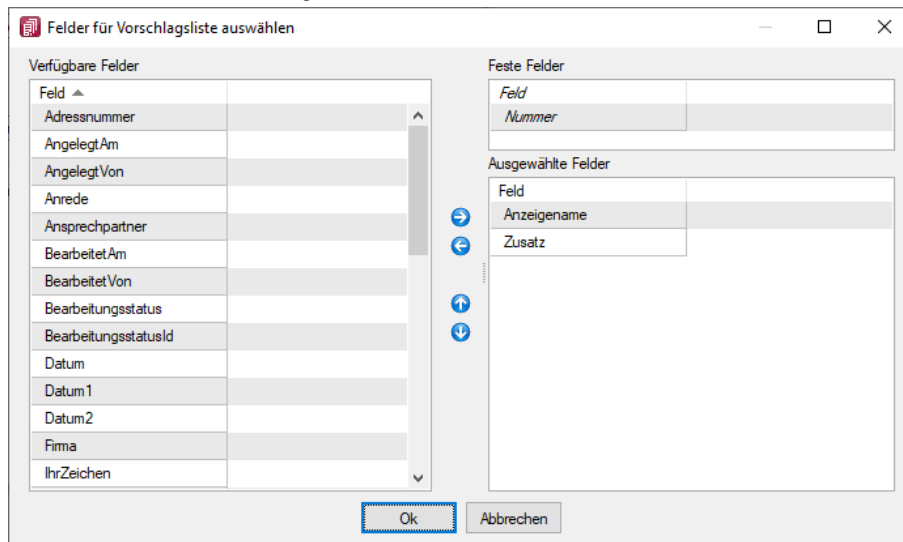 Felder für Vorschlagsliste auswählen
Verfügbare Felder
Feld
Adressnummer
AngelegtAm
AngelegtVon
Anrede
Ansprechpartner
BearbeitetAm
BearbeitetVon
Bearbeitungsstatus
BearbeitungsstatusId
Datum
Datum1
Datum2
Firma
IhrZeichen
Feste Felder
Feld
Nummer
Ausgewählte Felder
Feld
Anzeigename
Zusatz
Ok
Abbrechen